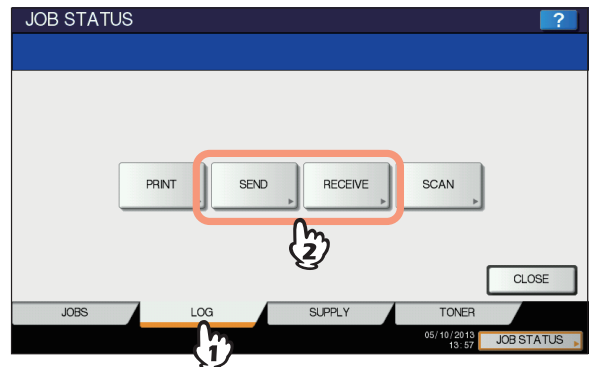 JOB STATUS ?
PRINT SEND RECEIVE SCAN
2
CLOSE
JOBS LOG SUPPLY TONER
1
05/10/2013
13:57 JOB STATUS